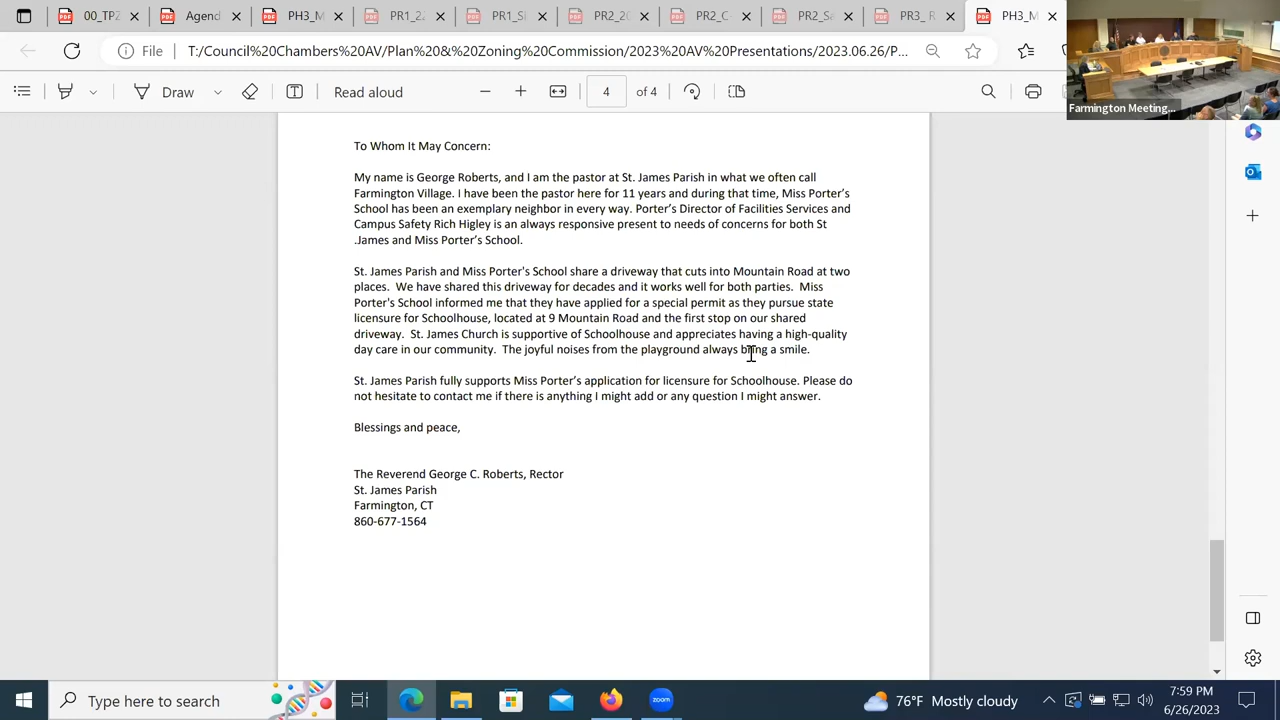 00_TPZ
Agend
PH3_M
PR1_22
PR1_SI
PR2_20
PR2_C-
PR2_Se
PR3_R
PH3_M
File
T:/Council%20Chambers%20AV/Plan%20&%20Zoning%20Commission/2023%20AV%20Presentations/2023.06.26/P...
Draw
Read aloud
4 of 4
Farmington Meeting...
To Whom It May Concern:
My name is George Roberts, and I am the pastor at St. James Parish in what we often call
Farmington Village. I have been the pastor here for 11 years and during that time, Miss Porter's
School has been an exemplary neighbor in every way. Porter's Director of Facilities Services and
Campus Safety Rich Higley is an always responsive present to needs of concerns for both St
.James and Miss Porter's School.
St. James Parish and Miss Porter's School share a driveway that cuts into Mountain Road at two
places.  We have shared this driveway for decades and it works well for both parties.  Miss
Porter's School informed me that they have applied for a special permit as they pursue state
licensure for Schoolhouse, located at 9 Mountain Road and the first stop on our shared
driveway.  St. James Church is supportive of Schoolhouse and appreciates having a high-quality
day care in our community.  The joyful noises from the playground always bring a smile.
St. James Parish fully supports Miss Porter's application for licensure for Schoolhouse. Please do
not hesitate to contact me if there is anything I might add or any question I might answer.
Blessings and peace,
The Reverend George C. Roberts, Rector
St. James Parish
Farmington, CT
860-677-1564
Type here to search
zoom
76°F Mostly cloudy
7:59 PM
6/26/2023